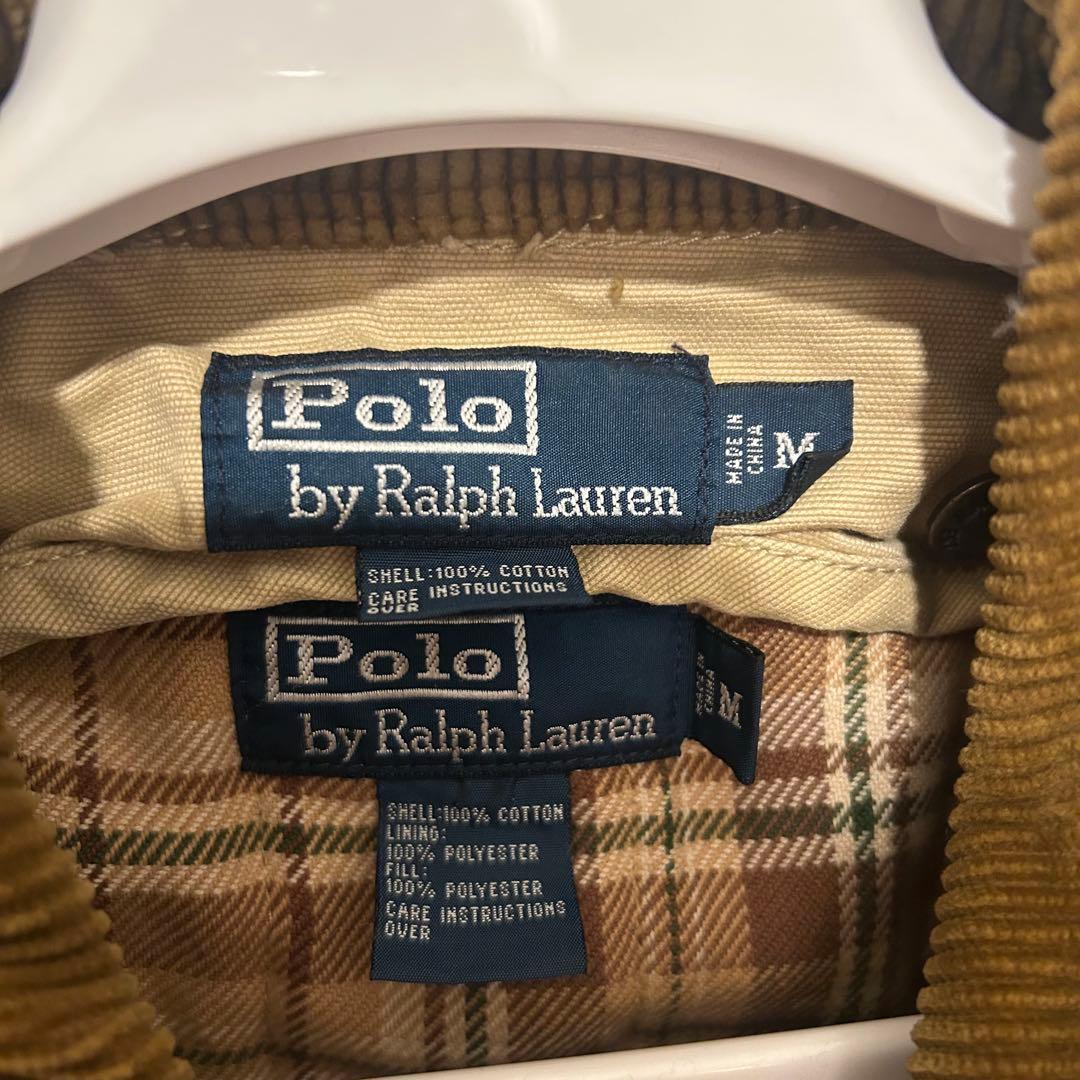 Polo
by Ralph Lauren
MADE IN
CHINA
M
SHELL:100% COTTON
CARE INSTRUCTIONS
OVER
Polo
by Ralph Lauren
CHINA
M
SHELL:100% COTTON
LINING:
100% POLYESTER
FILL:
100% POLYESTER
CARE INSTRUCTIONS
OVER